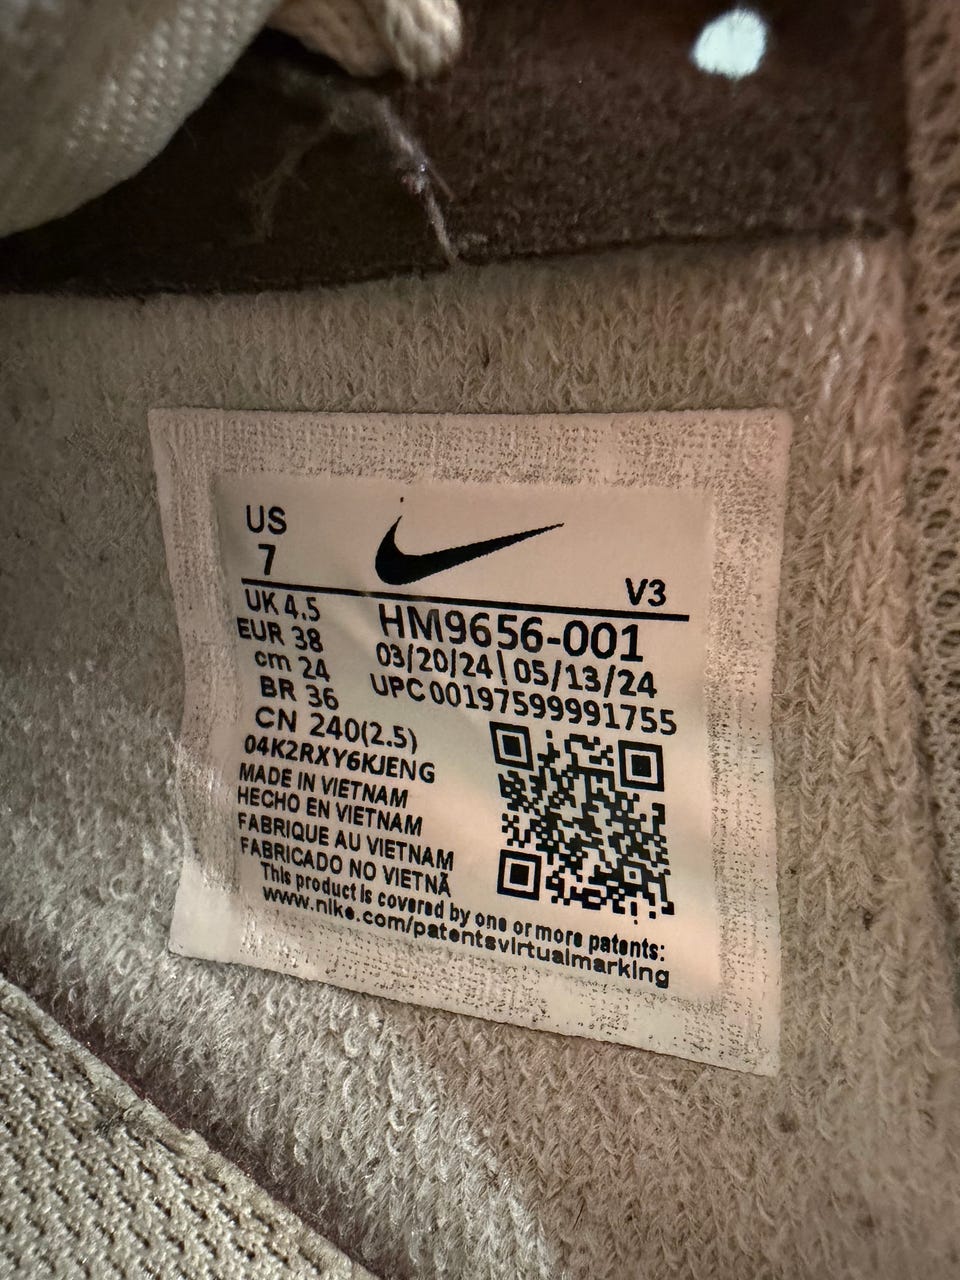 US
7
V3
UK 4.5
HM9656-001
EUR 38
03/20/24\05/13/24
cm 24
UPC00197599991755
BR 36
CN 240(2.5)
04K2RXY6KJENG
MADE IN VIETNAM
HECHO EN VIETNAM
FABRIQUE AU VIETNAM
FABRICADO NO VIETNÃ
This product is covered by one or more patents:
www.nike.com/patentsvirtualmarking